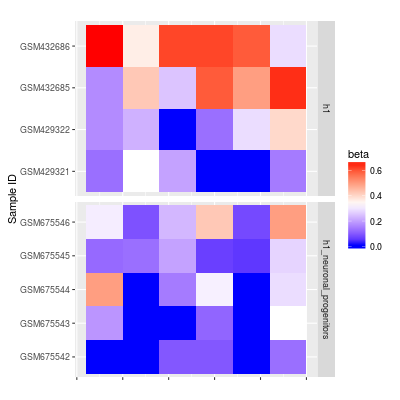 GSM432686
GSM432685
GSM429322
GSM429321
h1
GSM675546
GSM675545
GSM675544
GSM675543
GSM675542
h1_neuronal_progenitors
Sample ID
beta
0.6
0.4
0.2
0.0